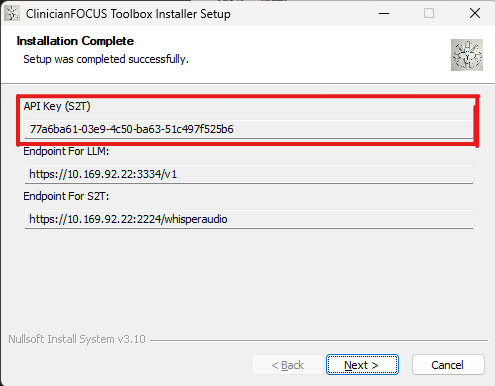 ClinicianFOCUS Toolbox Installer Setup
Installation Complete
Setup was completed successfully.
API Key (S2T)
77a6ba61-03e9-4c50-ba63-51c497f525b6
Endpoint For LLM:
https://10.169.92.22:3334/v1
Endpoint For S2T:
https://10.169.92.22:2224/whisperaudio
Nullsoft Install System v3.10
< Back Next > Cancel